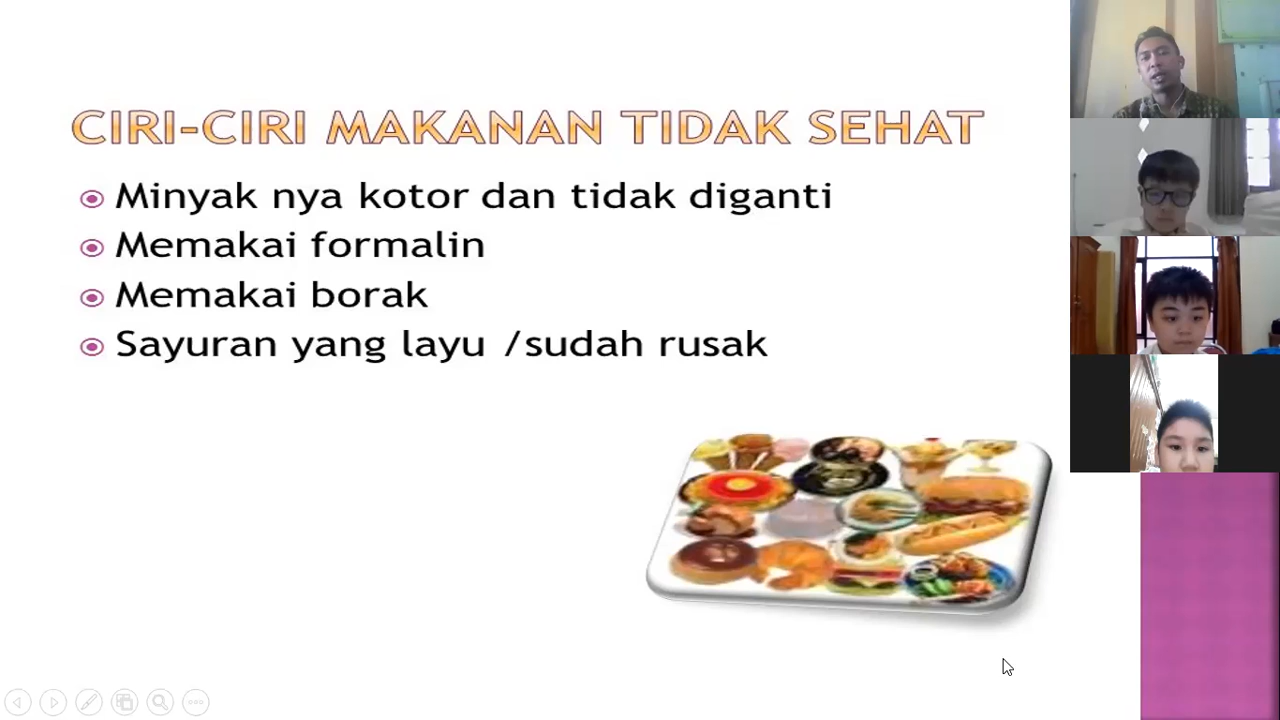 CIRI-CIRI MAKANAN TIDAK SEHAT
Minyak nya kotor dan tidak diganti
Memakai formalin
Memakai borak
Sayuran yang layu /sudah rusak